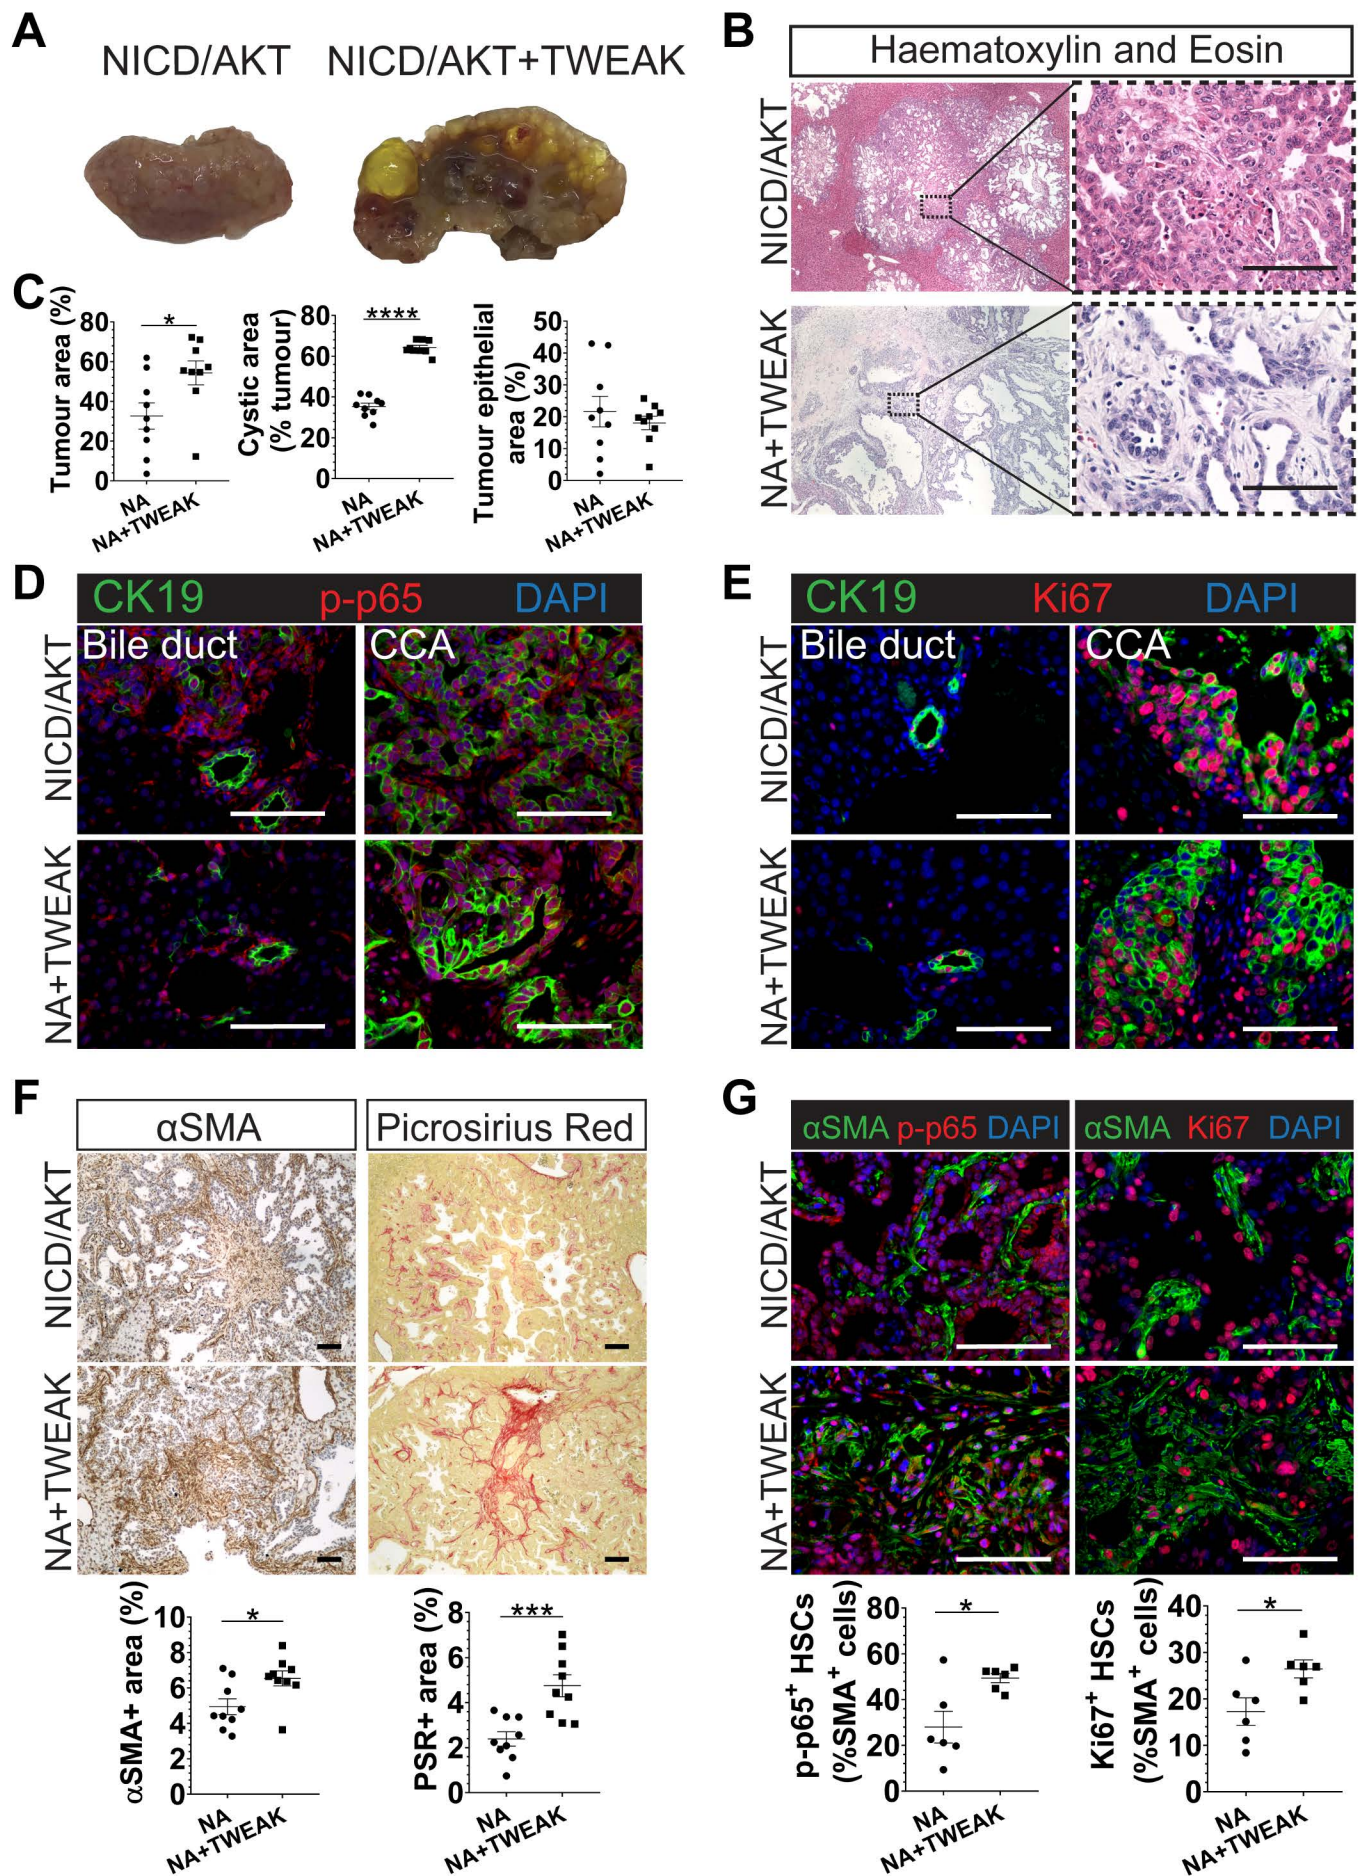 A
NICD/AKT
NICD/AKT+TWEAK
B
Haematoxylin and Eosin
NICD/AKT
NA+TWEAK
C
Tumour area (%)
80
60
40
20
0
NA
NA+TWEAK
*
Cystic area
(% tumour)
80
60
40
20
0
NA
NA+TWEAK
****
Tumour epithelial
area (%)
50
40
30
20
10
0
NA
NA+TWEAK
D
CK19 p-p65 DAPI
Bile duct
CCA
NICD/AKT
NA+TWEAK
E
CK19 Ki67 DAPI
Bile duct
CCA
NICD/AKT
NA+TWEAK
F
αSMA
Picrosirius Red
NICD/AKT
NA+TWEAK
αSMA+ area (%)
10
8
6
4
2
0
NA
NA+TWEAK
*
PSR+ area (%)
8
6
4
2
0
NA
NA+TWEAK
***
G
αSMA p-p65 DAPI
αSMA Ki67 DAPI
NICD/AKT
NA+TWEAK
p-p65⁺ HSCs
(%SMA⁺ cells)
80
60
40
20
0
NA
NA+TWEAK
*
Ki67⁺ HSCs
(%SMA⁺ cells)
40
30
20
10
0
NA
NA+TWEAK
*